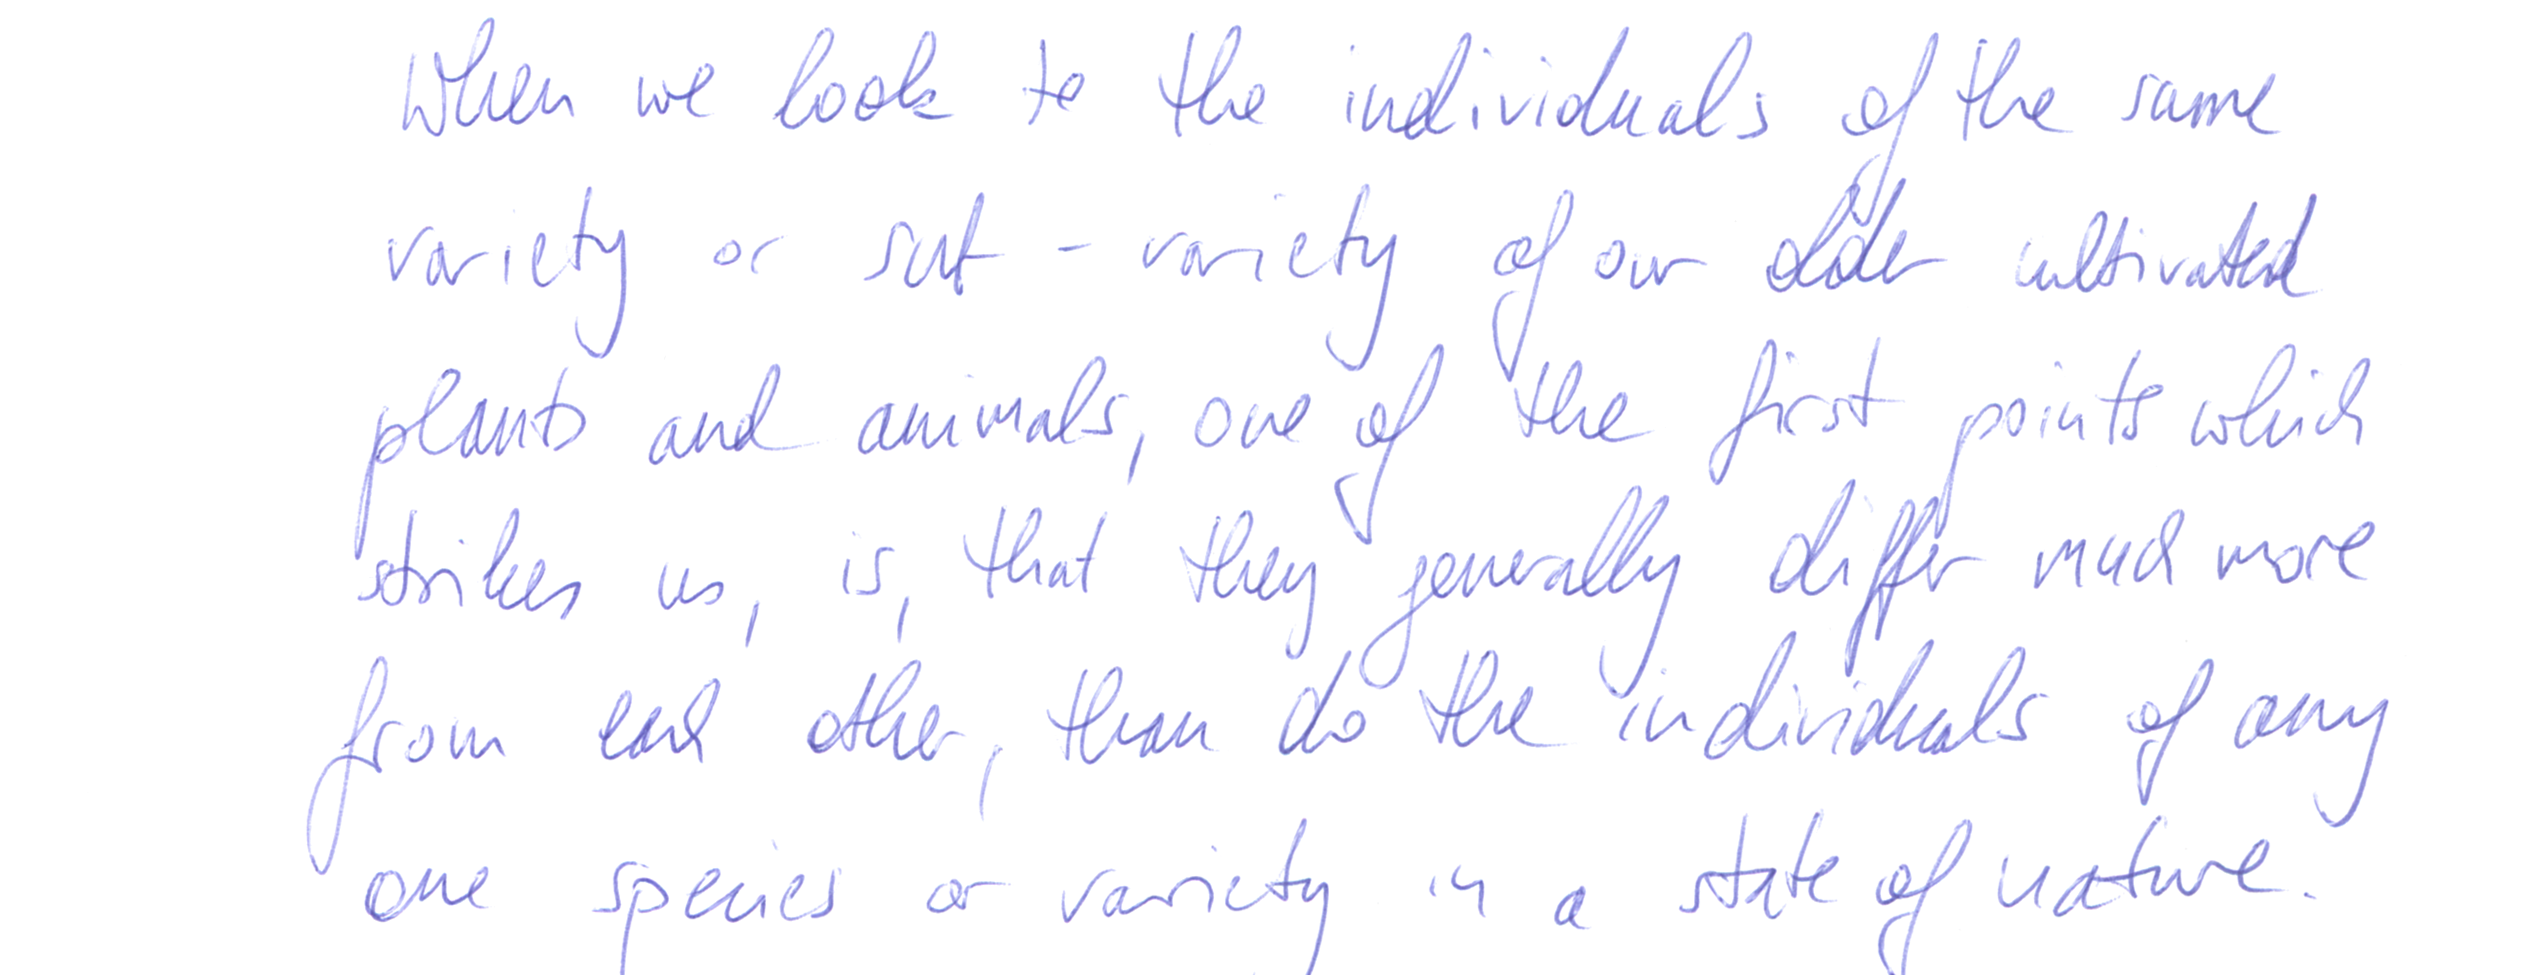 When we look to the individuals of the same
variety or sub-variety of our older cultivated
plants and animals, one of the first points which
strikes us, is, that they generally differ much more
from each other, than do the individuals of any
one species or variety in a state of nature.